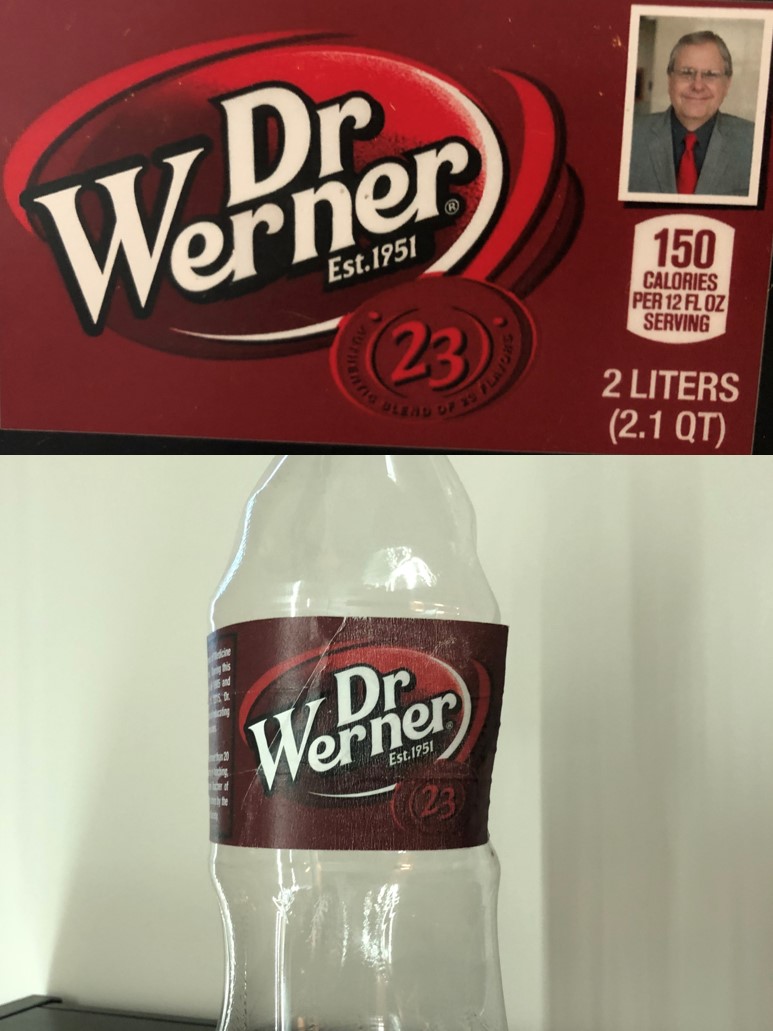 Dr
Werner®
Est.1951
23
AUTHENTIC BLEND OF 23 FLAVORS
150
CALORIES
PER 12 FL OZ
SERVING
2 LITERS
(2.1 QT)
Dr
Werner®
Est.1951
23